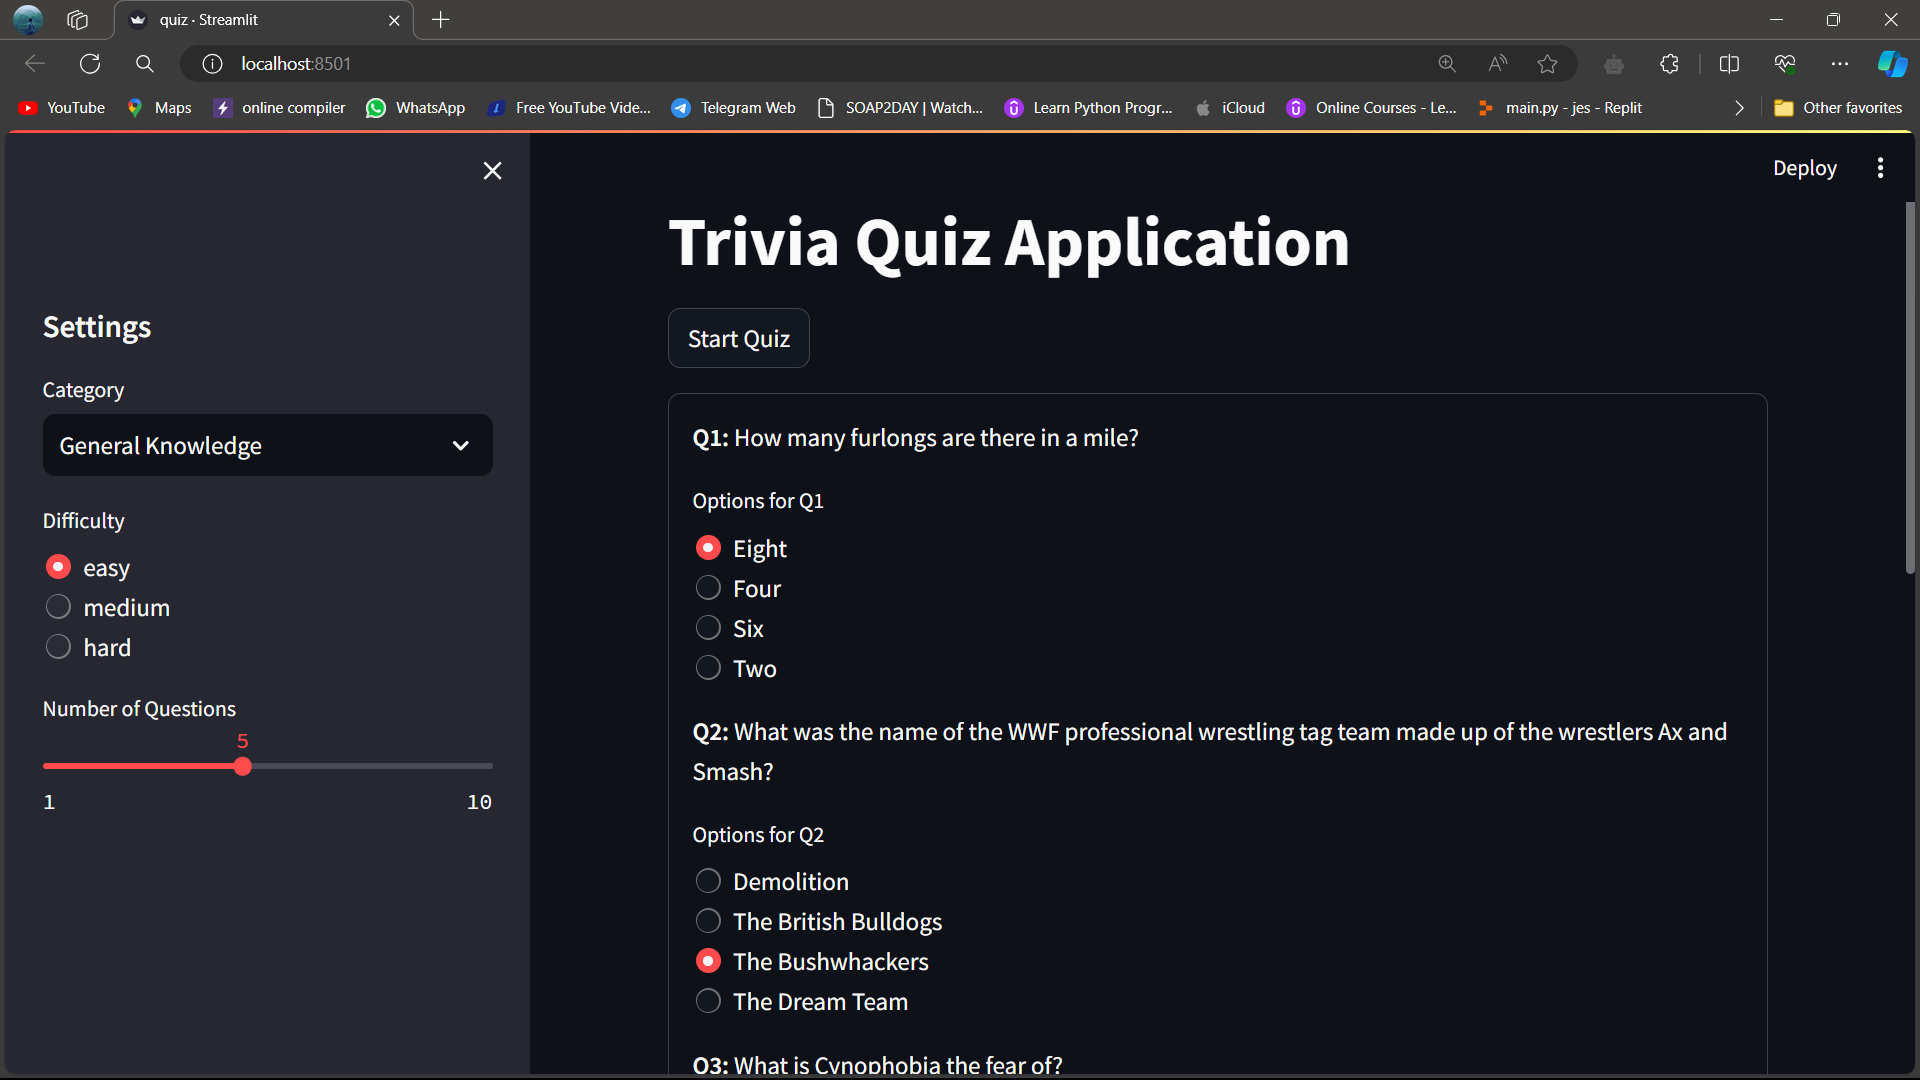 quiz · Streamlit
localhost:8501
YouTube
Maps
online compiler
WhatsApp
Free YouTube Vide...
Telegram Web
SOAP2DAY | Watch...
Learn Python Progr...
iCloud
Online Courses - Le...
main.py - jes - Replit
Other favorites
Deploy
Settings
Category
General Knowledge
Difficulty
easy
medium
hard
Number of Questions
5
1
10
Trivia Quiz Application
Start Quiz
Q1: How many furlongs are there in a mile?
Options for Q1
Eight
Four
Six
Two
Q2: What was the name of the WWF professional wrestling tag team made up of the wrestlers Ax and
Smash?
Options for Q2
Demolition
The British Bulldogs
The Bushwhackers
The Dream Team
Q3: What is Cynophobia the fear of?